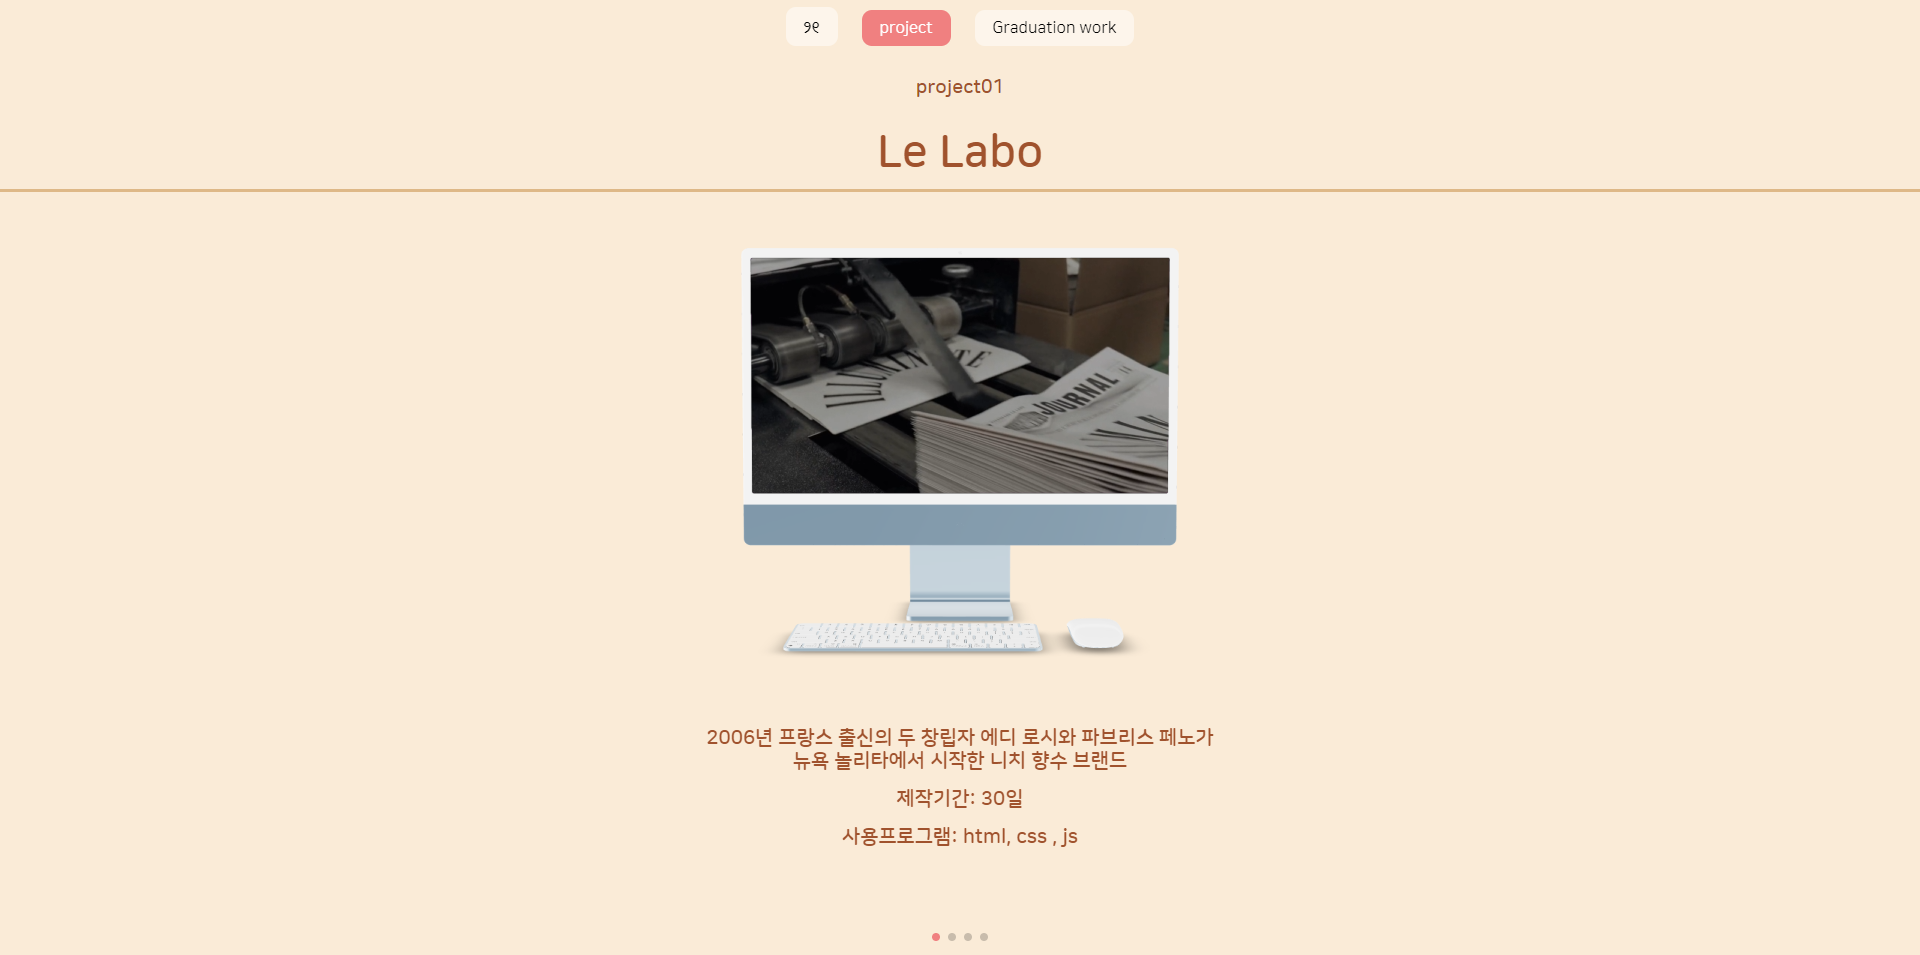 ୨୧
project
Graduation work
project01
Le Labo
ILLUMINATE
JOURNAL
2006년 프랑스 출신의 두 창립자 에디 로시와 파브리스 페노가
뉴욕 놀리타에서 시작한 니치 향수 브랜드
제작기간: 30일
사용프로그램: html, css , js